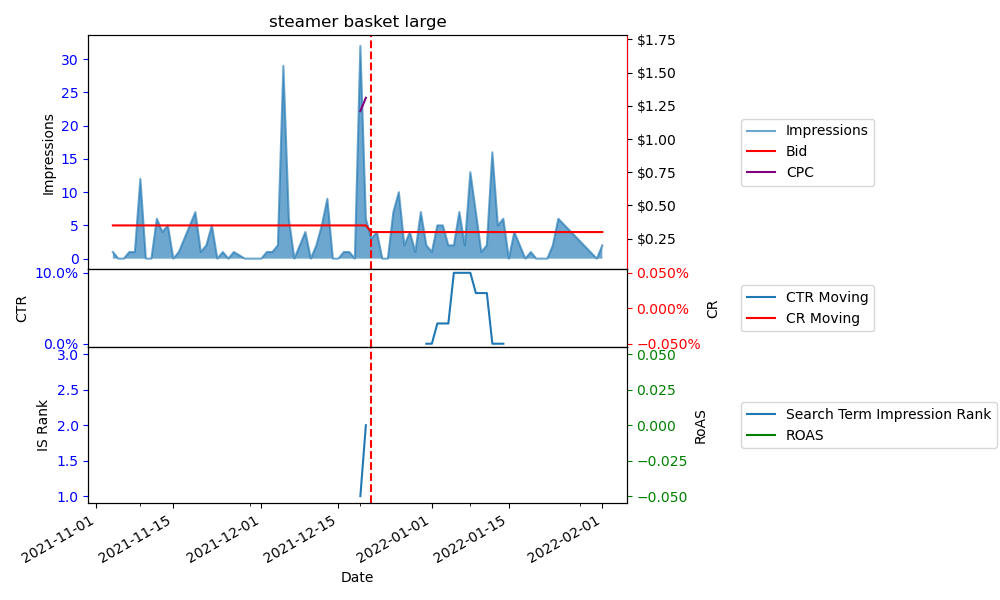 steamer basket large
Impressions
30
25
20
15
10
5
0
$1.75
$1.50
$1.25
$1.00
$0.75
$0.50
$0.25
Impressions
Bid
CPC
CTR
10.0%
0.0%
0.050%
0.000%
−0.050%
CR
CTR Moving
CR Moving
IS Rank
3.0
2.5
2.0
1.5
1.0
0.050
0.025
0.000
−0.025
−0.050
RoAS
Search Term Impression Rank
ROAS
2021-11-01
2021-11-15
2021-12-01
2021-12-15
2022-01-01
2022-01-15
2022-02-01
Date